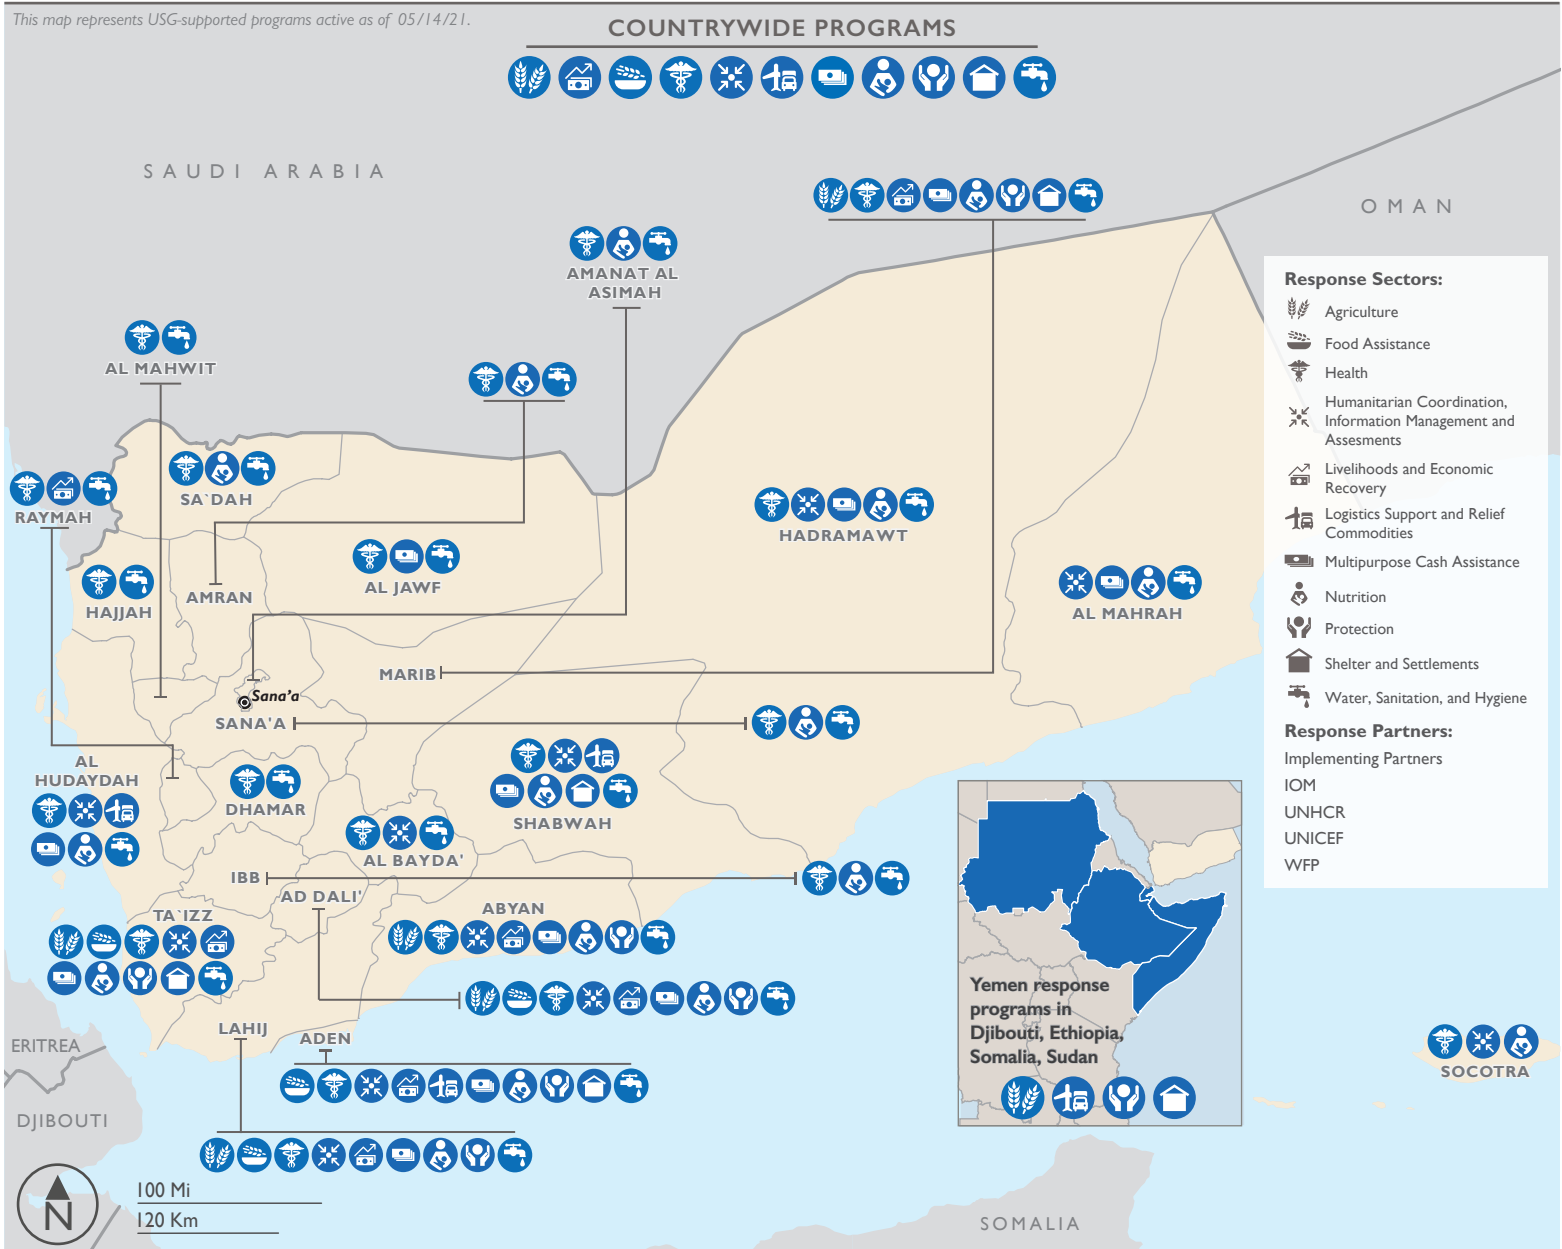 This map represents USG-supported programs active as of 05/14/21.
COUNTRYWIDE PROGRAMS
SAUDI ARABIA
OMAN
AMANAT AL
ASIMAH
AL MAHWIT
SA`DAH
RAYMAH
HAJJAH
AMRAN
AL JAWF
HADRAMAWT
AL MAHRAH
MARIB
Sana'a
SANA'A
AL
HUDAYDAH
DHAMAR
SHABWAH
AL BAYDA'
IBB
AD DALI'
TA`IZZ
ABYAN
LAHIJ
ADEN
ERITREA
DJIBOUTI
SOCOTRA
SOMALIA
100 Mi
120 Km
N
Yemen response
programs in
Djibouti, Ethiopia,
Somalia, Sudan
Response Sectors:
Agriculture
Food Assistance
Health
Humanitarian Coordination,
Information Management and
Assesments
Livelihoods and Economic
Recovery
Logistics Support and Relief
Commodities
Multipurpose Cash Assistance
Nutrition
Protection
Shelter and Settlements
Water, Sanitation, and Hygiene
Response Partners:
Implementing Partners
IOM
UNHCR
UNICEF
WFP